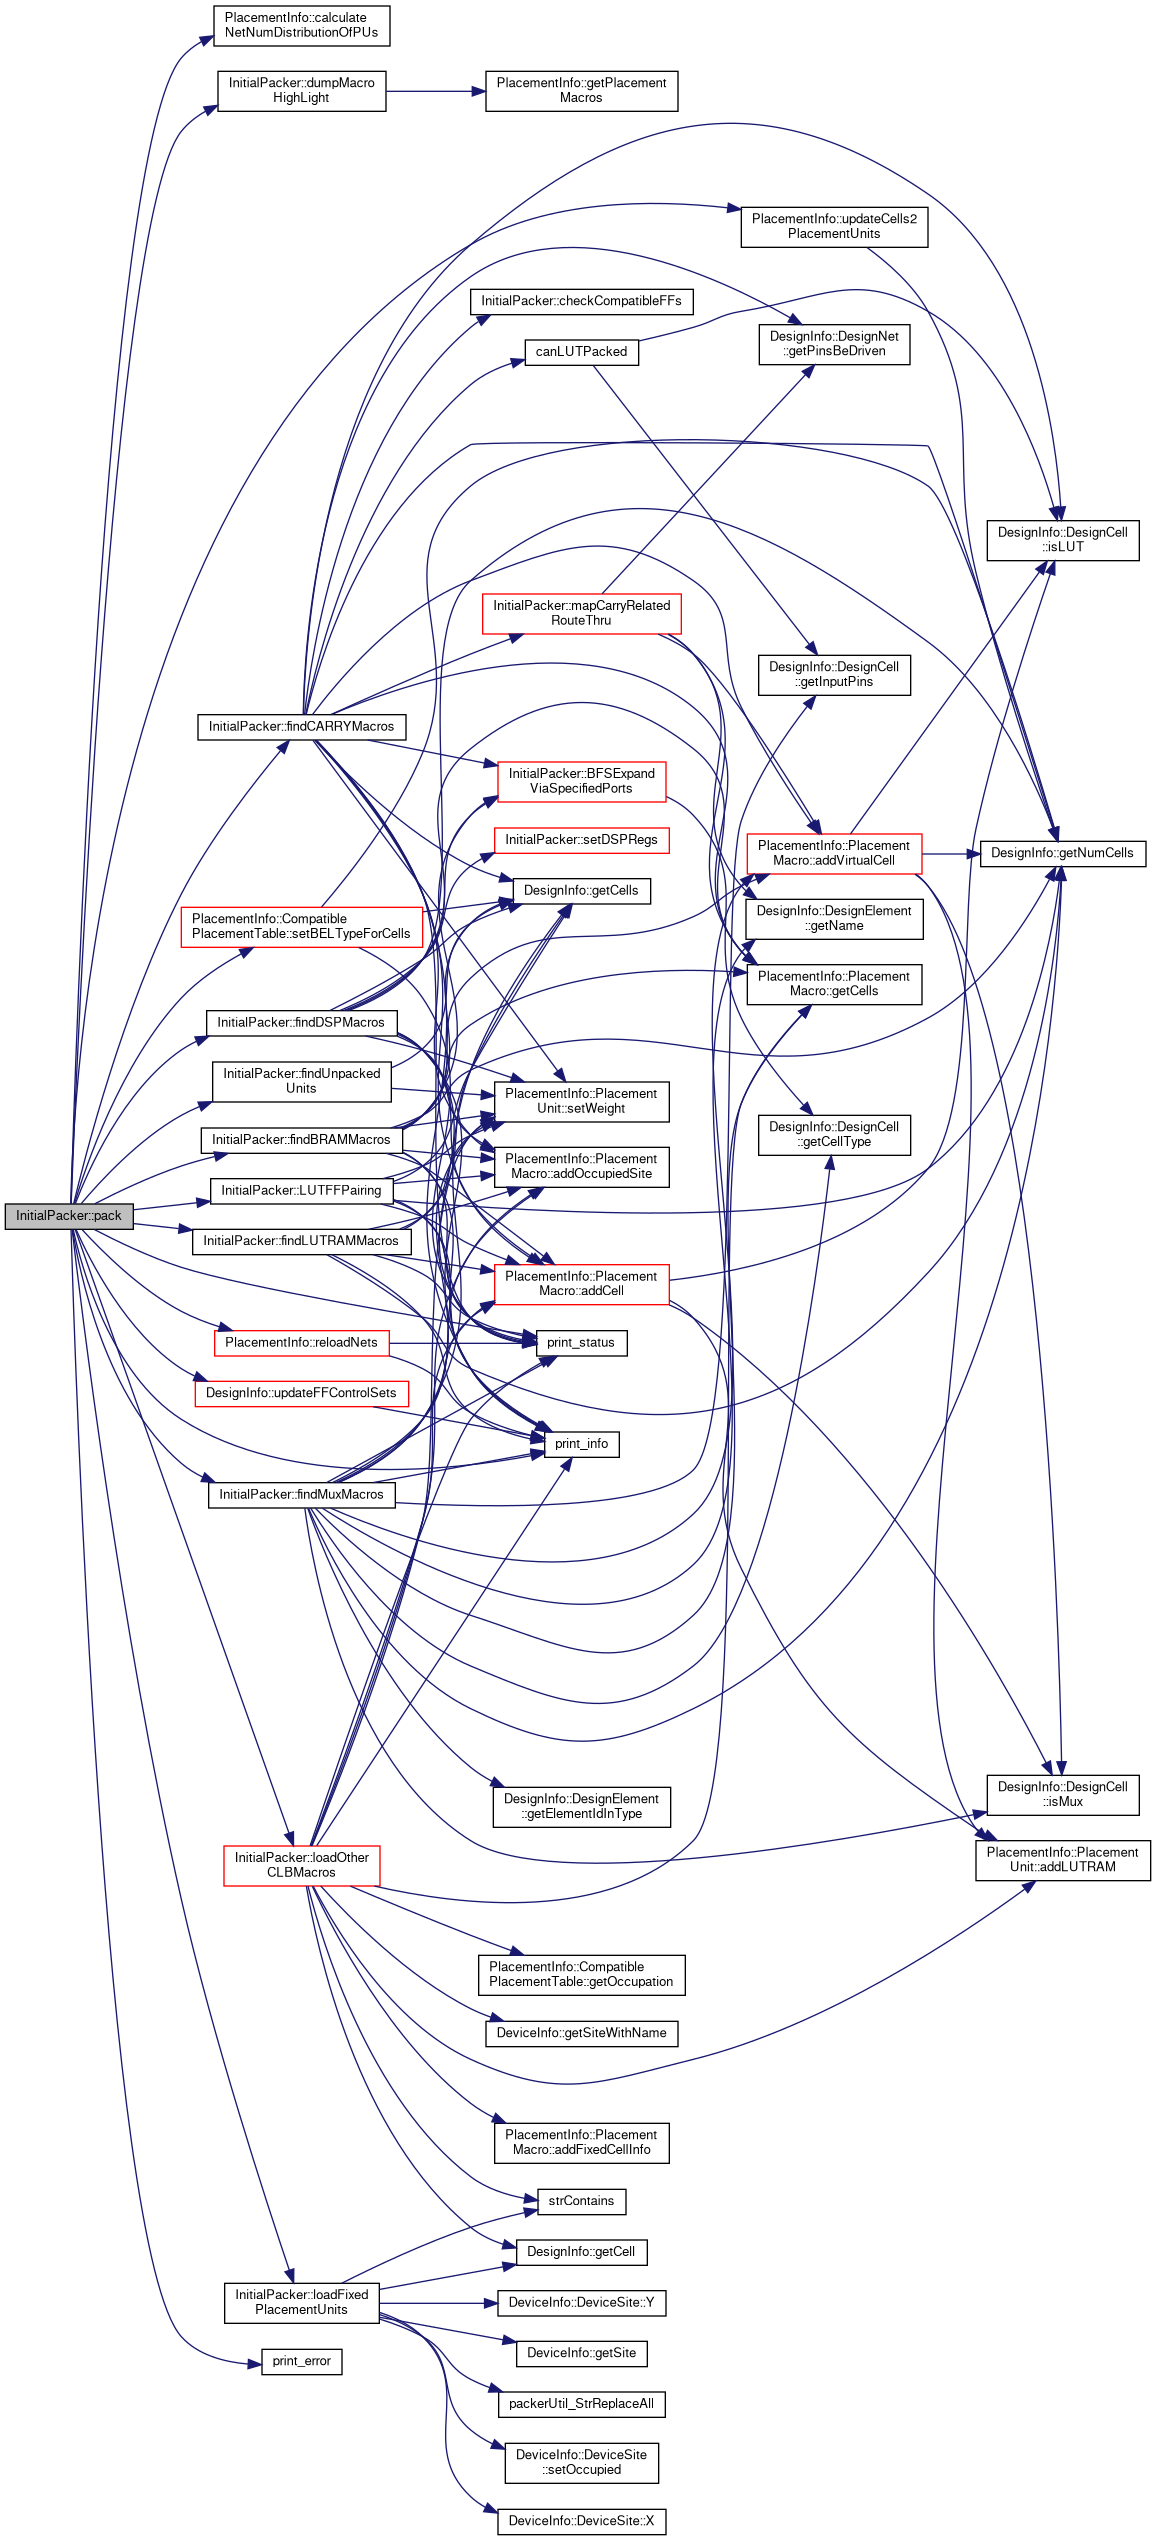 PlacementInfo::calculate
NetNumDistributionOfPUs
InitialPacker::dumpMacro
HighLight
PlacementInfo::getPlacement
Macros
PlacementInfo::updateCells2
PlacementUnits
InitialPacker::checkCompatibleFFs
DesignInfo::DesignNet
::getPinsBeDriven
canLUTPacked
DesignInfo::DesignCell
::isLUT
InitialPacker::mapCarryRelated
RouteThru
DesignInfo::DesignCell
::getInputPins
InitialPacker::findCARRYMacros
InitialPacker::BFSExpand
ViaSpecifiedPorts
InitialPacker::setDSPRegs
PlacementInfo::Placement
Macro::addVirtualCell
DesignInfo::getNumCells
DesignInfo::getCells
PlacementInfo::Compatible
PlacementTable::setBELTypeForCells
DesignInfo::DesignElement
::getName
PlacementInfo::Placement
Macro::getCells
InitialPacker::findDSPMacros
InitialPacker::findUnpacked
Units
PlacementInfo::Placement
Unit::setWeight
InitialPacker::findBRAMMacros
DesignInfo::DesignCell
::getCellType
PlacementInfo::Placement
Macro::addOccupiedSite
InitialPacker::LUTFFPairing
InitialPacker::pack
InitialPacker::findLUTRAMMacros
PlacementInfo::Placement
Macro::addCell
PlacementInfo::reloadNets
print_status
DesignInfo::updateFFControlSets
print_info
InitialPacker::findMuxMacros
DesignInfo::DesignElement
::getElementIdInType
DesignInfo::DesignCell
::isMux
InitialPacker::loadOther
CLBMacros
PlacementInfo::Placement
Unit::addLUTRAM
PlacementInfo::Compatible
PlacementTable::getOccupation
DeviceInfo::getSiteWithName
PlacementInfo::Placement
Macro::addFixedCellInfo
strContains
DesignInfo::getCell
InitialPacker::loadFixed
PlacementUnits
DeviceInfo::DeviceSite::Y
DeviceInfo::getSite
print_error
packerUtil_StrReplaceAll
DeviceInfo::DeviceSite
::setOccupied
DeviceInfo::DeviceSite::X